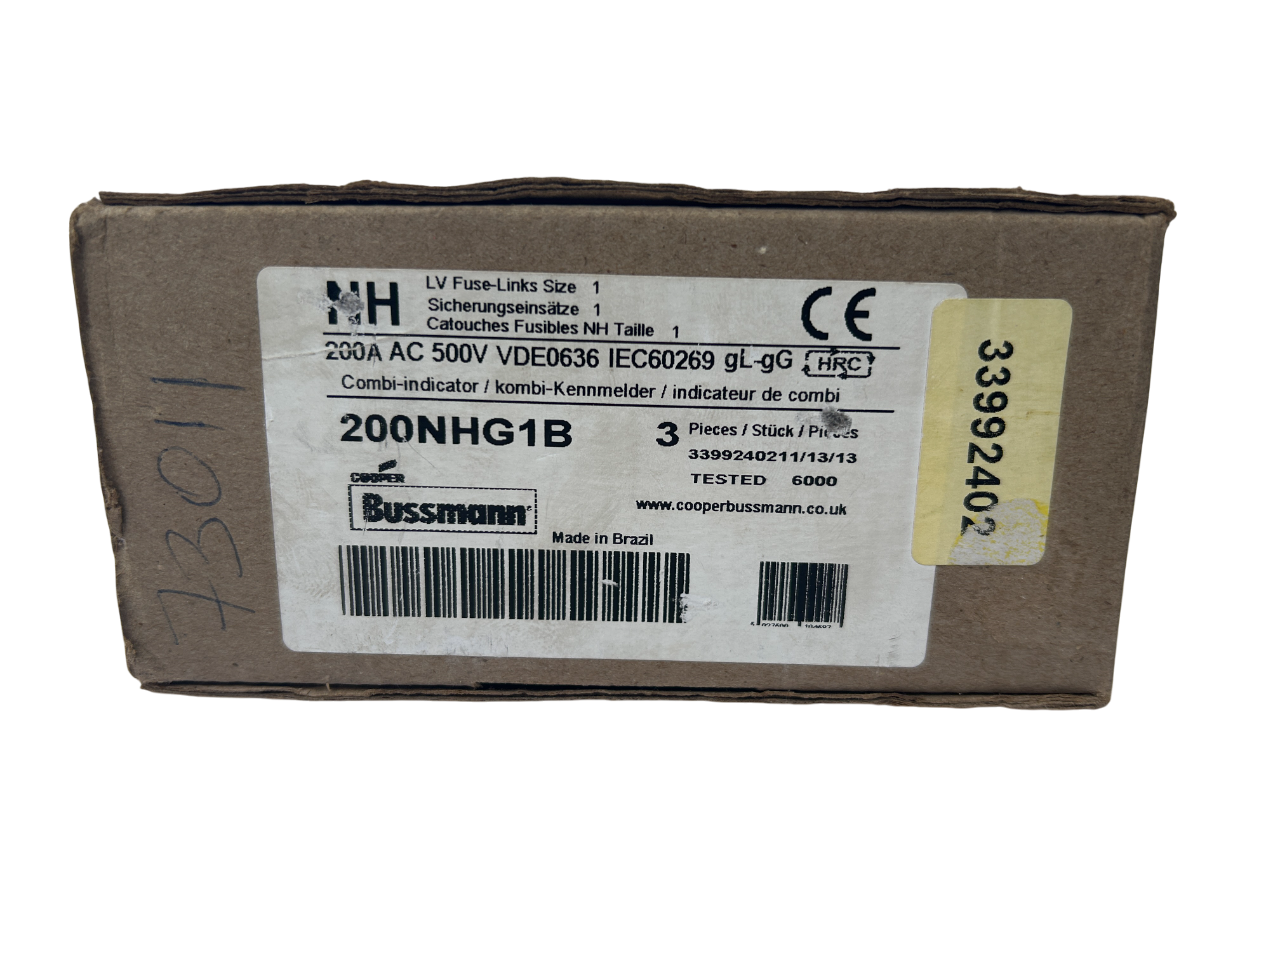 NH
LV Fuse-Links Size 1
Sicherungseinsätze 1
Catouches Fusibles NH Taille 1
CE
200A AC 500V VDE0636 IEC60269 gL-gG HRC
Combi-indicator / kombi-Kennmelder / indicateur de combi
200NHG1B
3 Pieces / Stück / Pieces
3399240211/13/13
TESTED 6000
COOPER
Bussmann
www.cooperbussmann.co.uk
Made in Brazil
33992402
7301